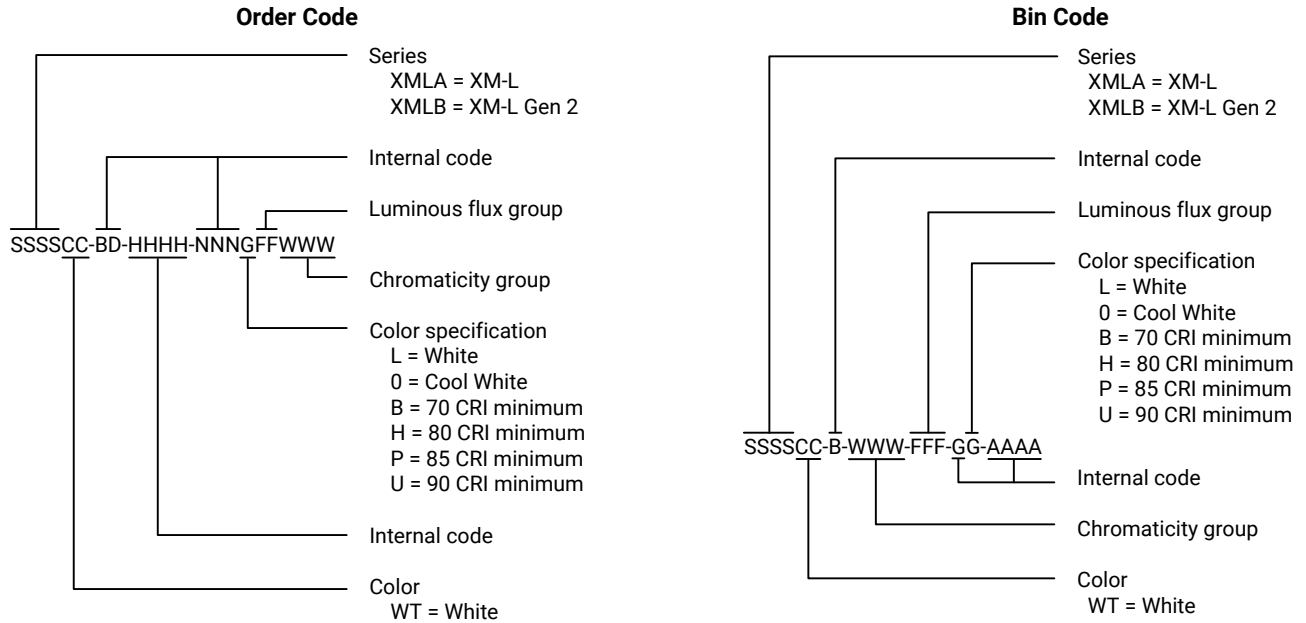 Order Code
Series
XMLA = XM-L
XMLB = XM-L Gen 2
Internal code
Luminous flux group
SSSSCC-BD-HHHH-NNNGFFWWW
Chromaticity group
Color specification
L = White
0 = Cool White
B = 70 CRI minimum
H = 80 CRI minimum
P = 85 CRI minimum
U = 90 CRI minimum
Internal code
Color
WT = White
Bin Code
Series
XMLA = XM-L
XMLB = XM-L Gen 2
Internal code
Luminous flux group
Color specification
L = White
0 = Cool White
B = 70 CRI minimum
H = 80 CRI minimum
P = 85 CRI minimum
U = 90 CRI minimum
SSSSCC-B-WWW-FFF-GG-AAAA
Internal code
Chromaticity group
Color
WT = White